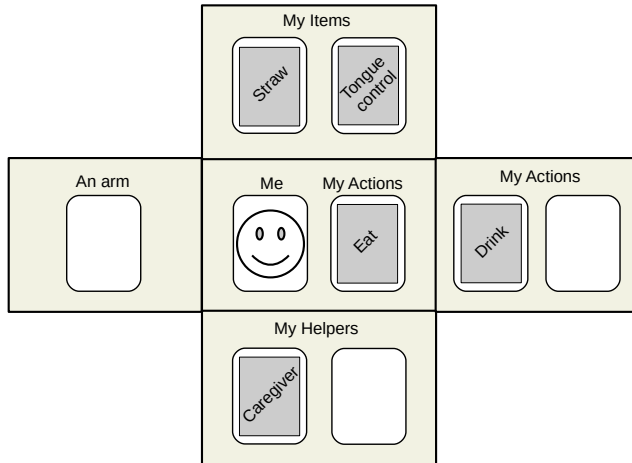 My Items
Straw
Tongue
control
An arm
Me
My Actions
Eat
My Actions
Drink
My Helpers
Caregiver